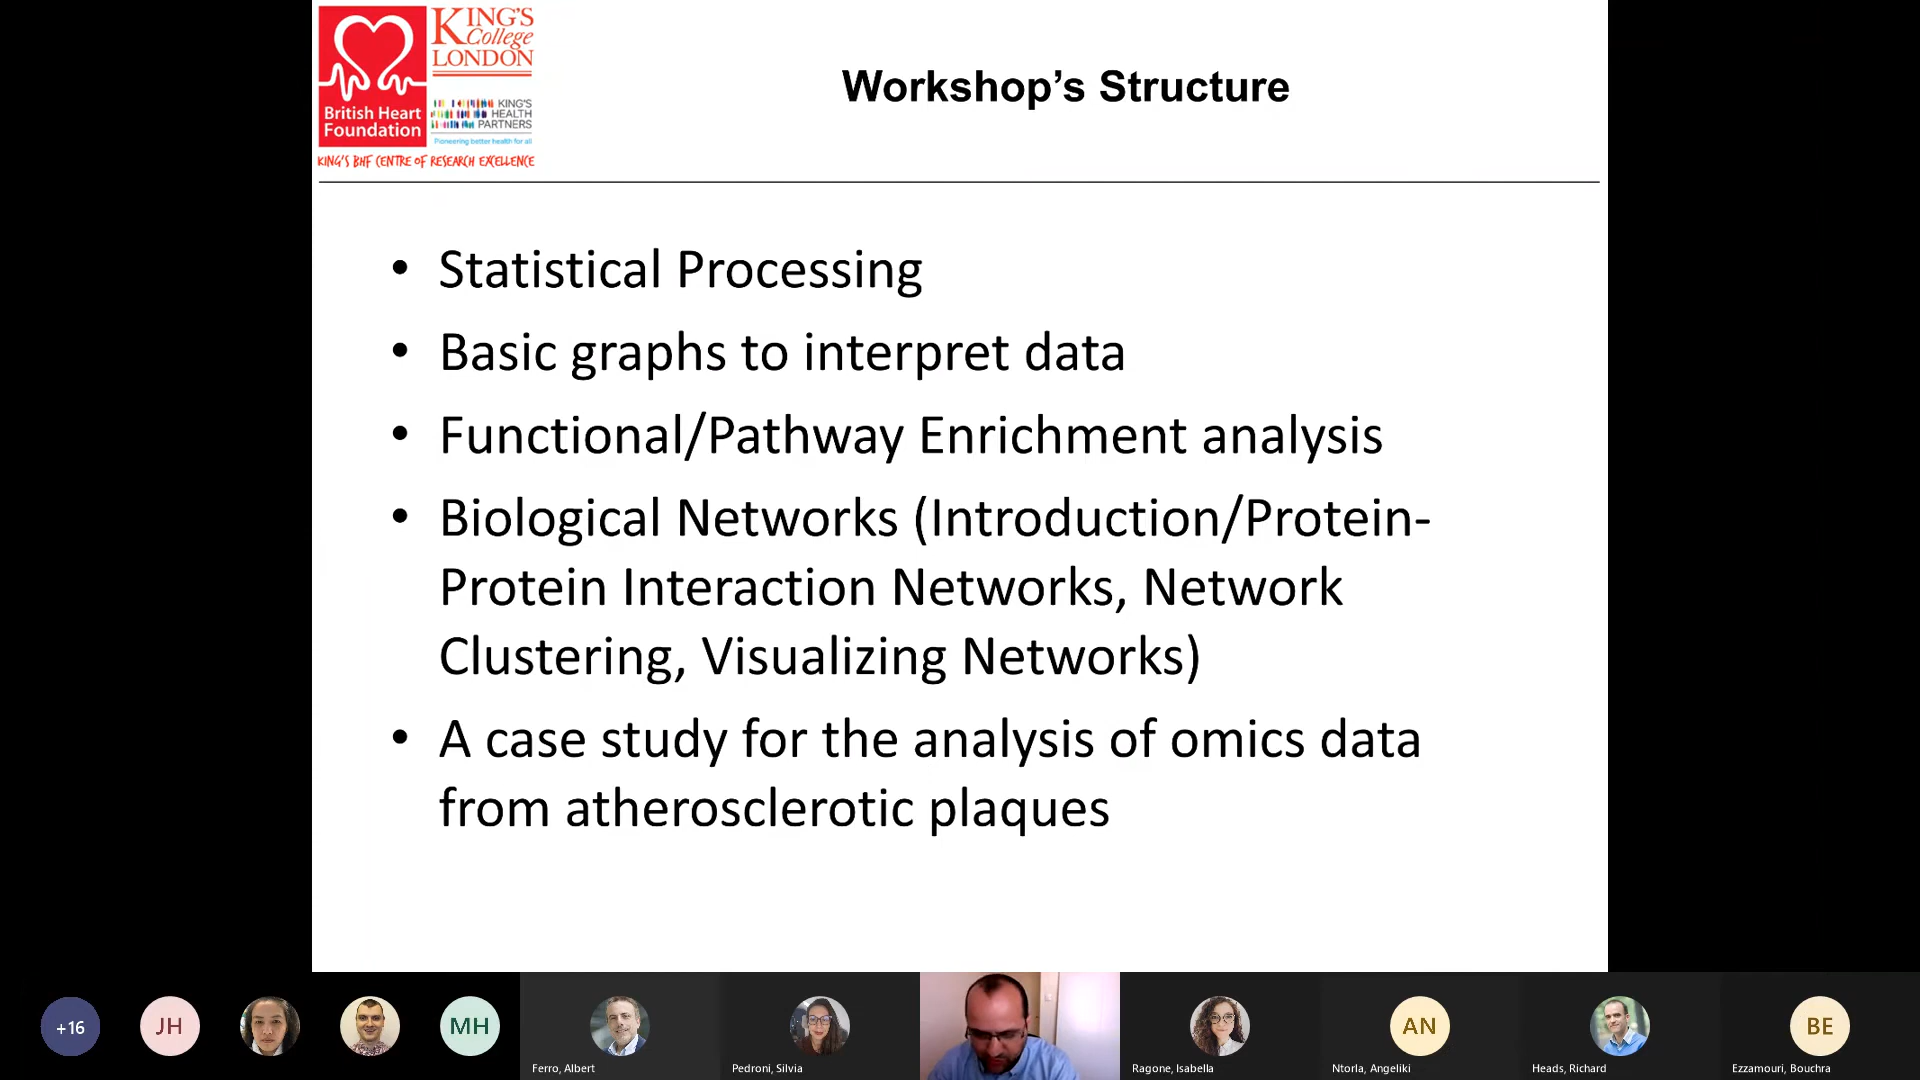 British Heart
Foundation
KING'S
College
LONDON
KING'S
HEALTH
PARTNERS
Pioneering better health for all
KING'S BHF CENTRE OF RESEARCH EXCELLENCE
Workshop’s Structure
• Statistical Processing
• Basic graphs to interpret data
• Functional/Pathway Enrichment analysis
• Biological Networks (Introduction/Protein-
Protein Interaction Networks, Network
Clustering, Visualizing Networks)
• A case study for the analysis of omics data
from atherosclerotic plaques
+16
JH
MH
Ferro, Albert
Pedroni, Silvia
Ragone, Isabella
AN
Ntorla, Angeliki
Heads, Richard
BE
Ezzamouri, Bouchra